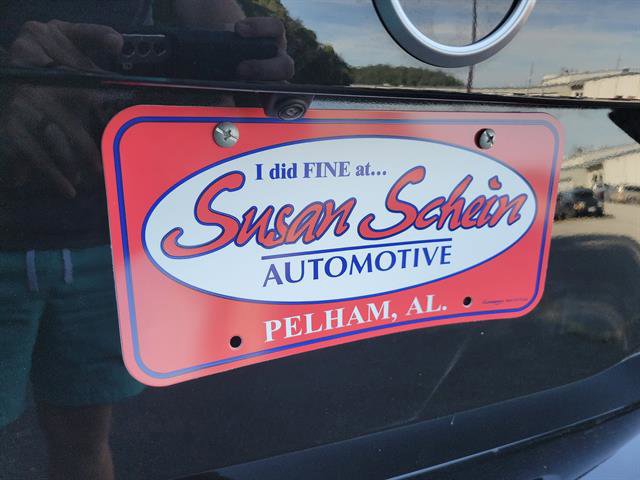 I did FINE at...
Susan Schein
AUTOMOTIVE
PELHAM, AL.